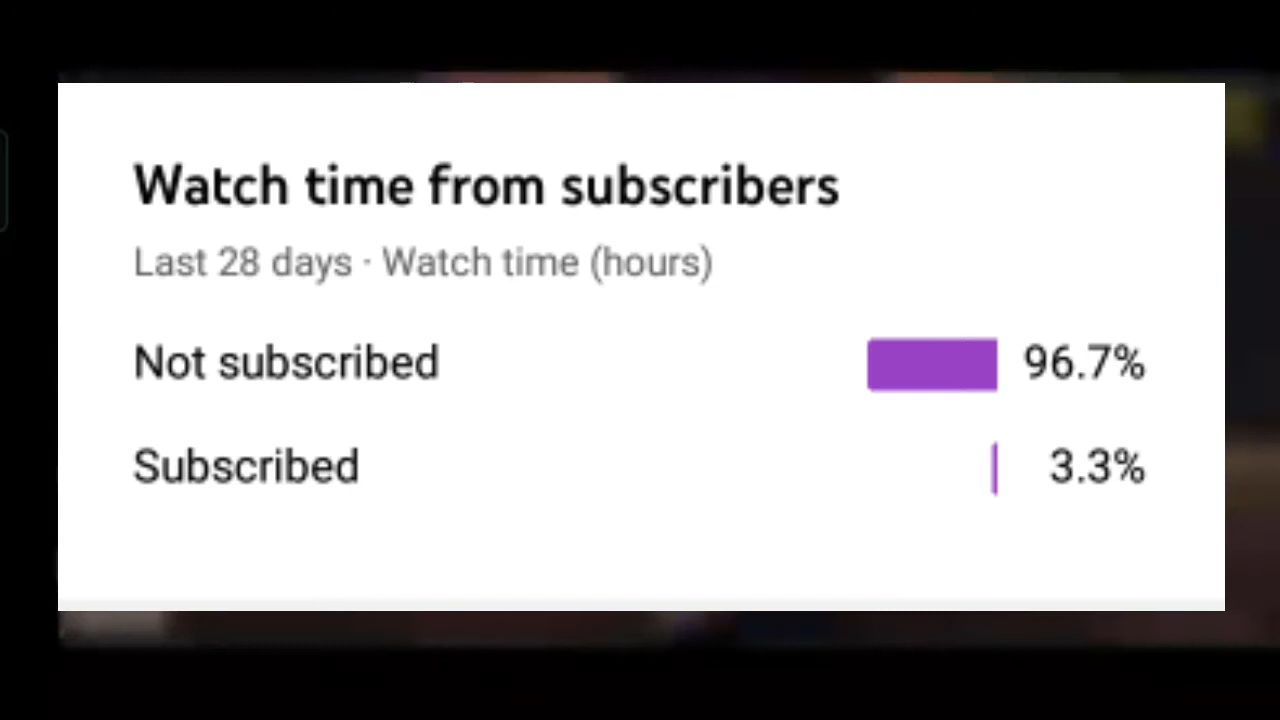 Watch time from subscribers
Last 28 days · Watch time (hours)
Not subscribed 96.7%
Subscribed 3.3%